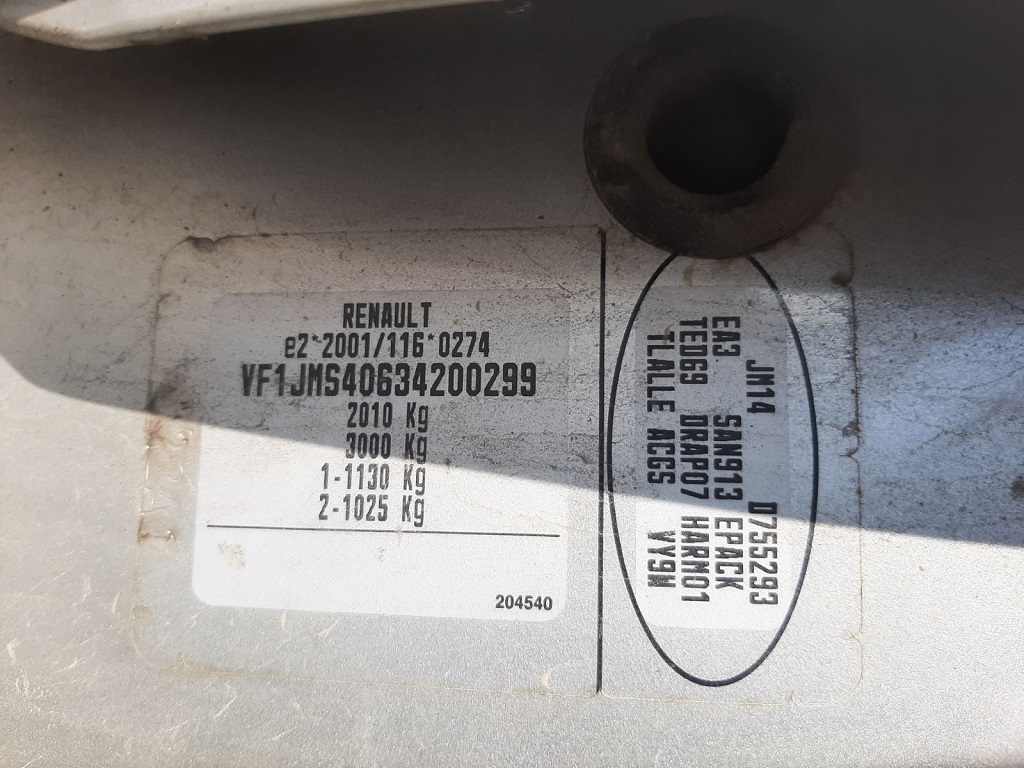 RENAULT
e2*2001/116*0274
VF1JMS40634200299
2010 Kg
3000 Kg
1-1130 Kg
2-1025 Kg
204540
JM14 D755293
EA3 SAN913 EPACK
TED69 DRAP07 HARM01
TLALLE ACGS VY9M